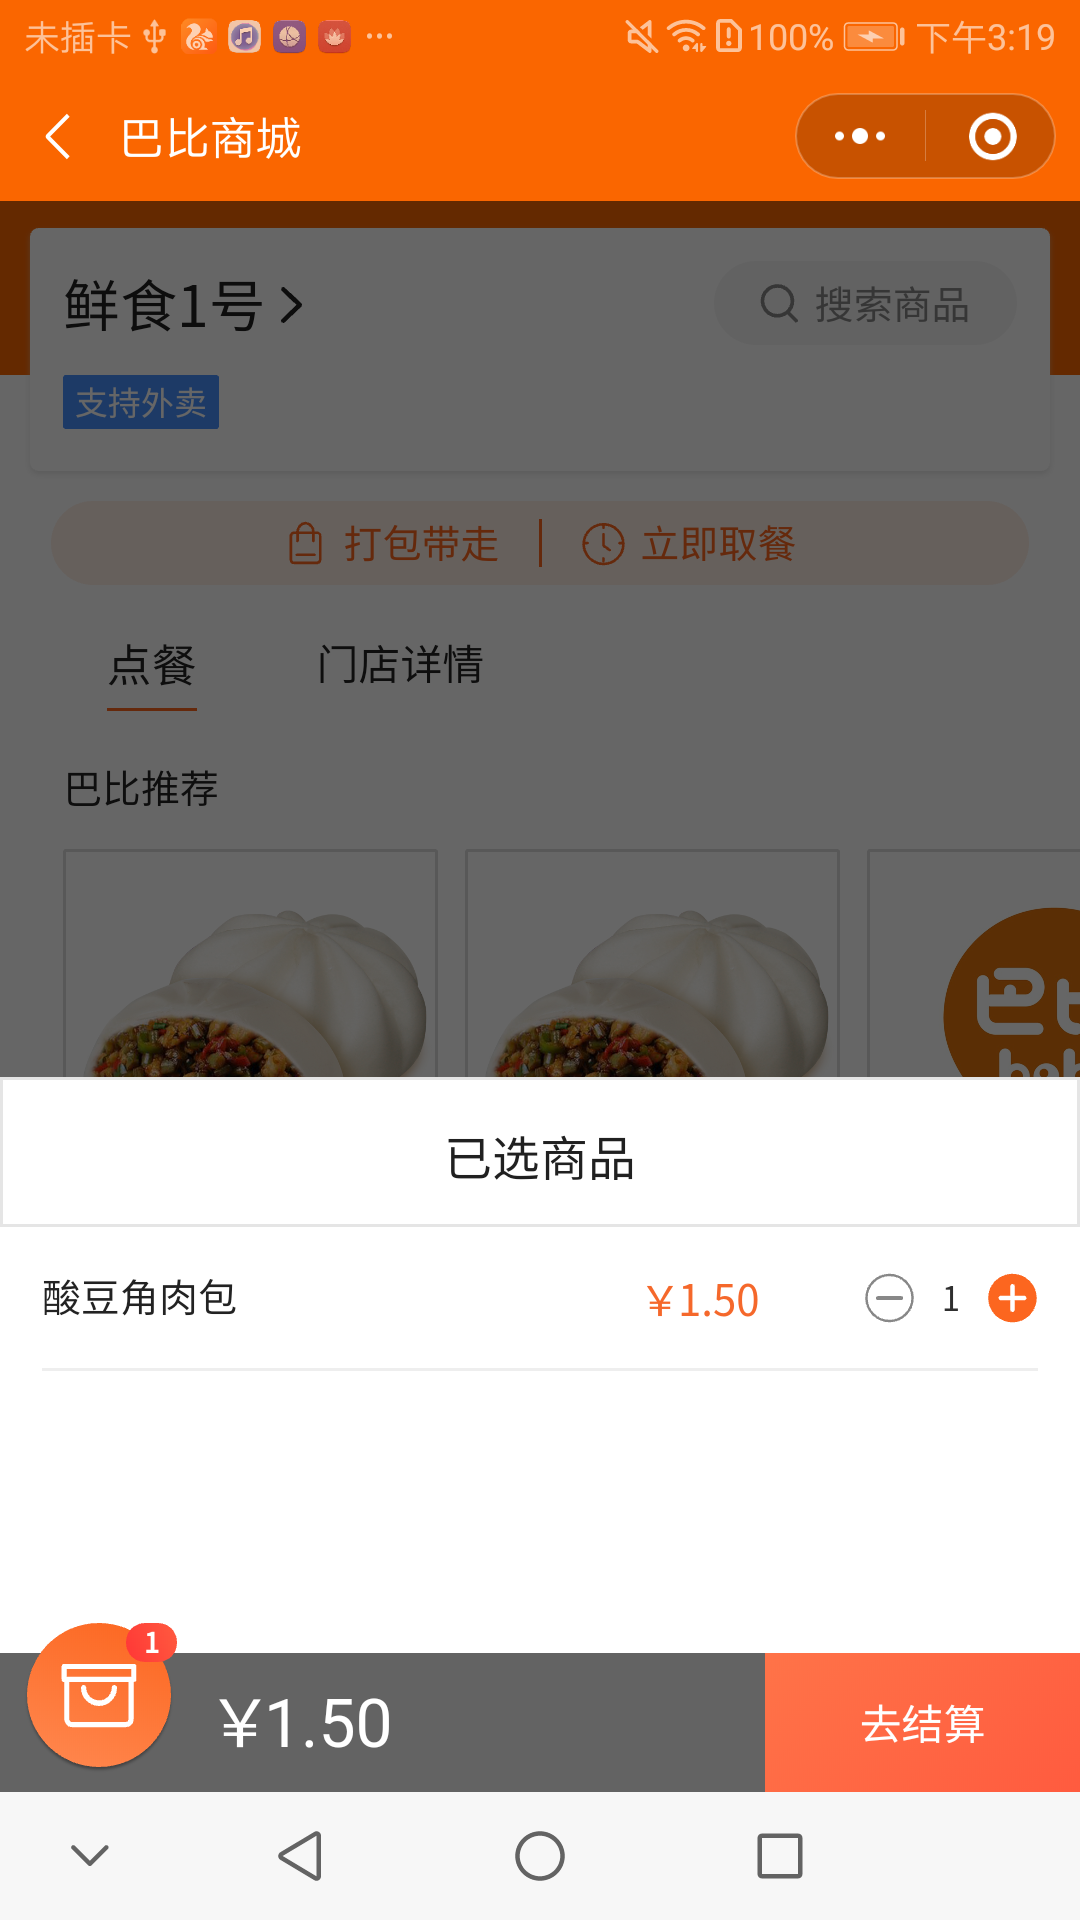 未插卡 100% 下午3:19
巴比商城
鲜食1号
搜索商品
支持外卖
打包带走 立即取餐
点餐 门店详情
巴比推荐
已选商品
酸豆角肉包 ¥1.50 1
1
¥1.50 去结算